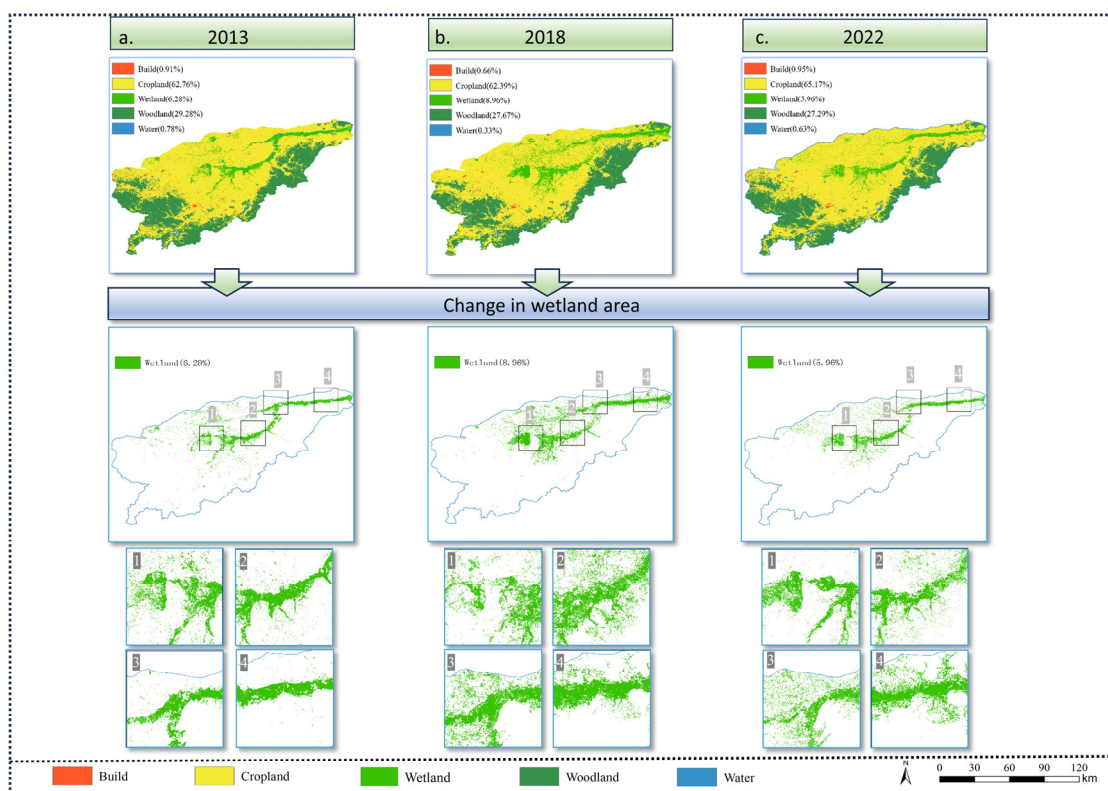 a. 2013
b. 2018
c. 2022
Build(0.91%)
Cropland(62.76%)
Wetland(6.28%)
Woodland(29.28%)
Water(0.78%)
Build(0.66%)
Cropland(62.39%)
Wetland(8.96%)
Woodland(27.67%)
Water(0.33%)
Build(0.95%)
Cropland(65.17%)
Wetland(5.96%)
Woodland(27.29%)
Water(0.63%)
Change in wetland area
Wetland(6.28%)
1
2
3
4
Wetland(8.96%)
1
2
3
4
Wetland(5.96%)
1
2
3
4
1
2
3
4
1
2
3
4
1
2
3
4
Build
Cropland
Wetland
Woodland
Water
N
0 30 60 90 120
km